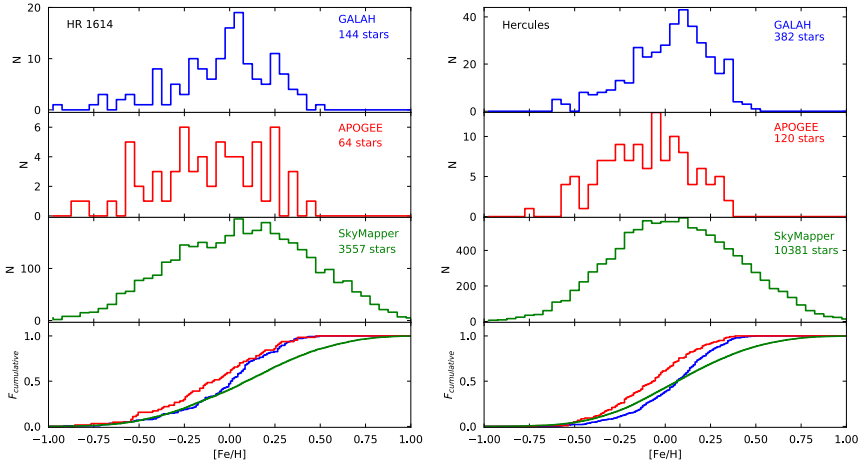 HR 1614
GALAH
144 stars
N
20
10
0
APOGEE
64 stars
N
6
4
2
0
SkyMapper
3557 stars
N
100
0
F_cumulative
1.0
0.5
0.0
−1.00 −0.75 −0.50 −0.25 0.00 0.25 0.50 0.75 1.00
[Fe/H]
Hercules
GALAH
382 stars
N
40
20
0
APOGEE
120 stars
N
10
5
0
SkyMapper
10381 stars
N
400
200
0
F_cumulative
1.0
0.5
0.0
−1.00 −0.75 −0.50 −0.25 0.00 0.25 0.50 0.75 1.00
[Fe/H]